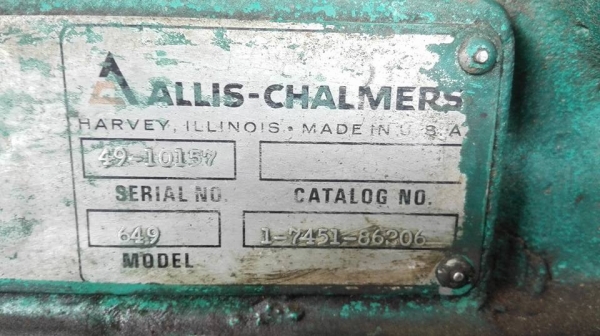 ALLIS-CHALMERS
HARVEY, ILLINOIS • MADE IN U S A
49-10157
SERIAL NO. CATALOG NO.
649 1-7451-86206
MODEL